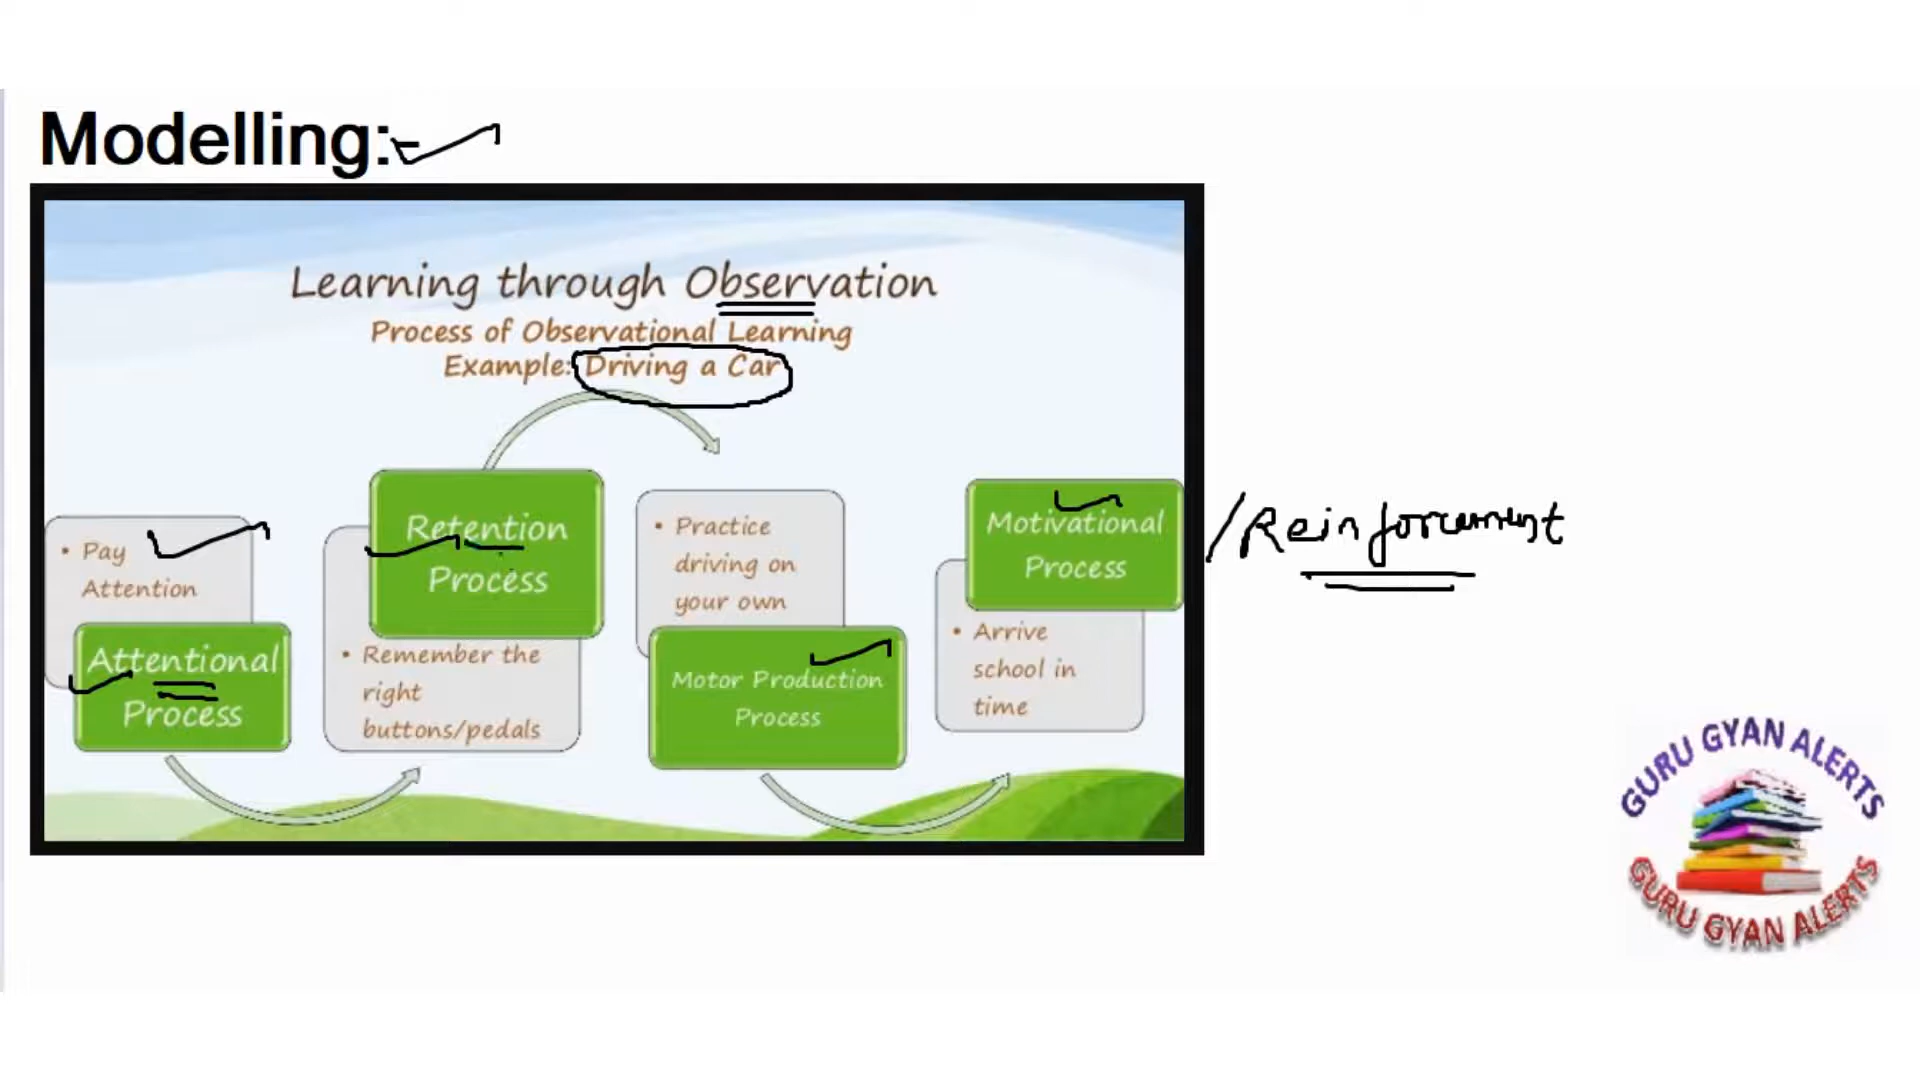 Modelling:-
Learning through Observation
Process of Observational Learning
Example: Driving a Car
• Pay
Attention
Attentional
Process
Retention
Process
• Remember the
right
buttons/pedals
• Practice
driving on
your own
Motor Production
Process
Motivational
Process
/Reinforcement
• Arrive
school in
time
GURU GYAN ALERTS
GURU GYAN ALERTS